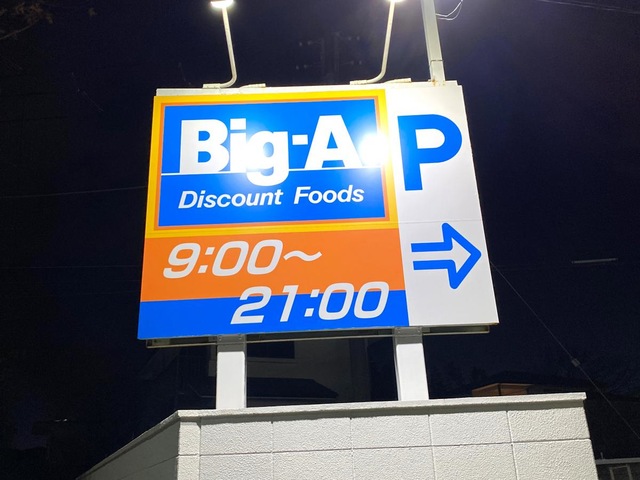 Big-A
Discount Foods
9:00～
21:00
P